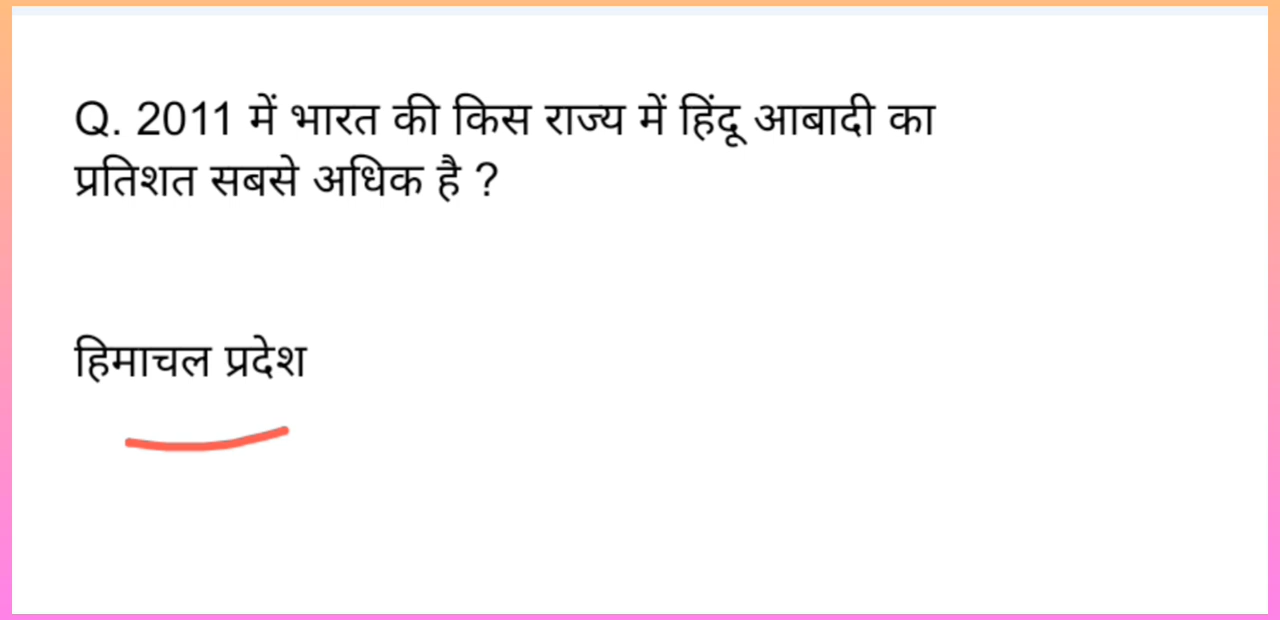 Q. 2011 में भारत की किस राज्य में हिंदू आबादी का
प्रतिशत सबसे अधिक है ?
हिमाचल प्रदेश